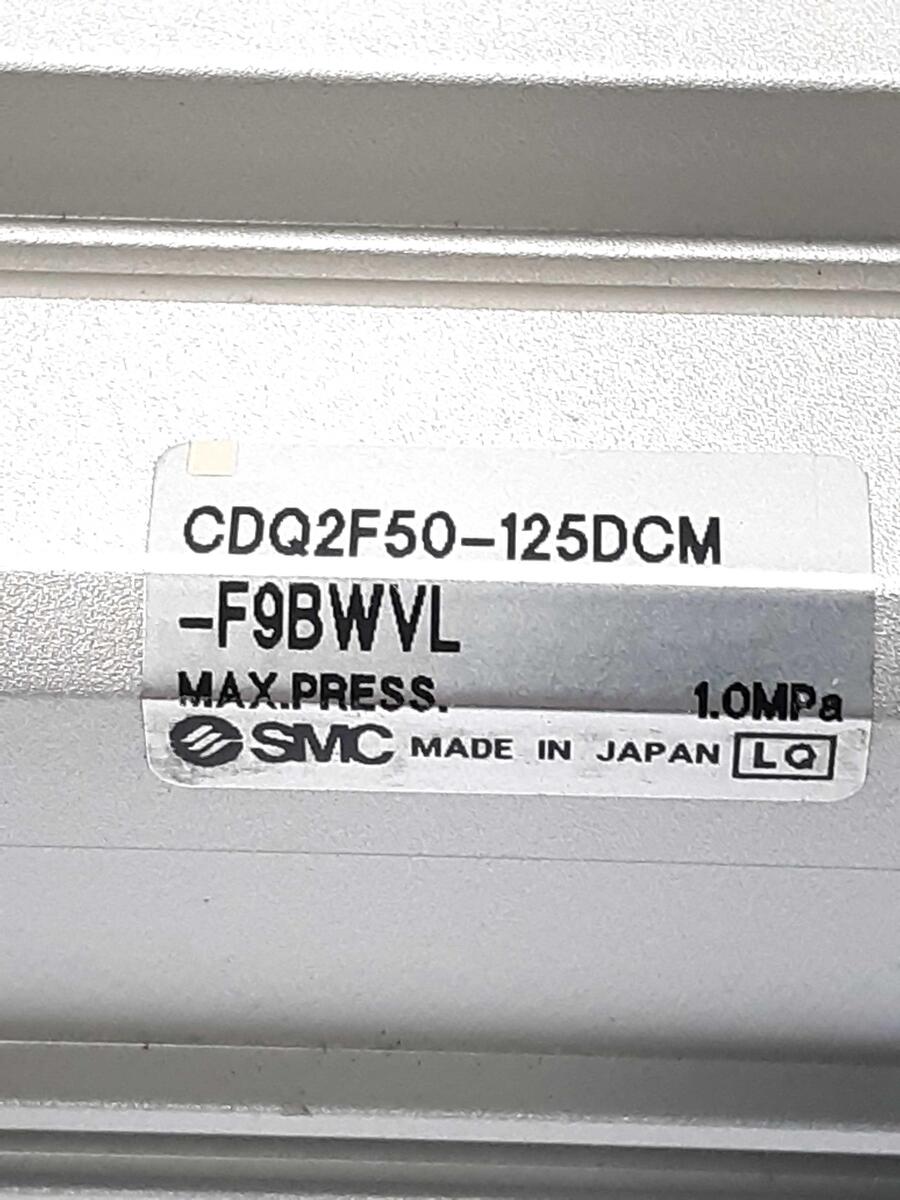 CDQ2F50-125DCM
-F9BWVL
MAX.PRESS. 1.0MPa
SMC MADE IN JAPAN LQ